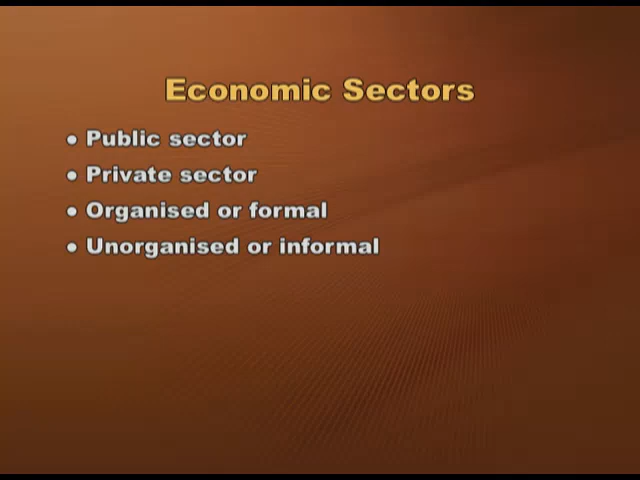 Economic Sectors
• Public sector
• Private sector
• Organised or formal
• Unorganised or informal